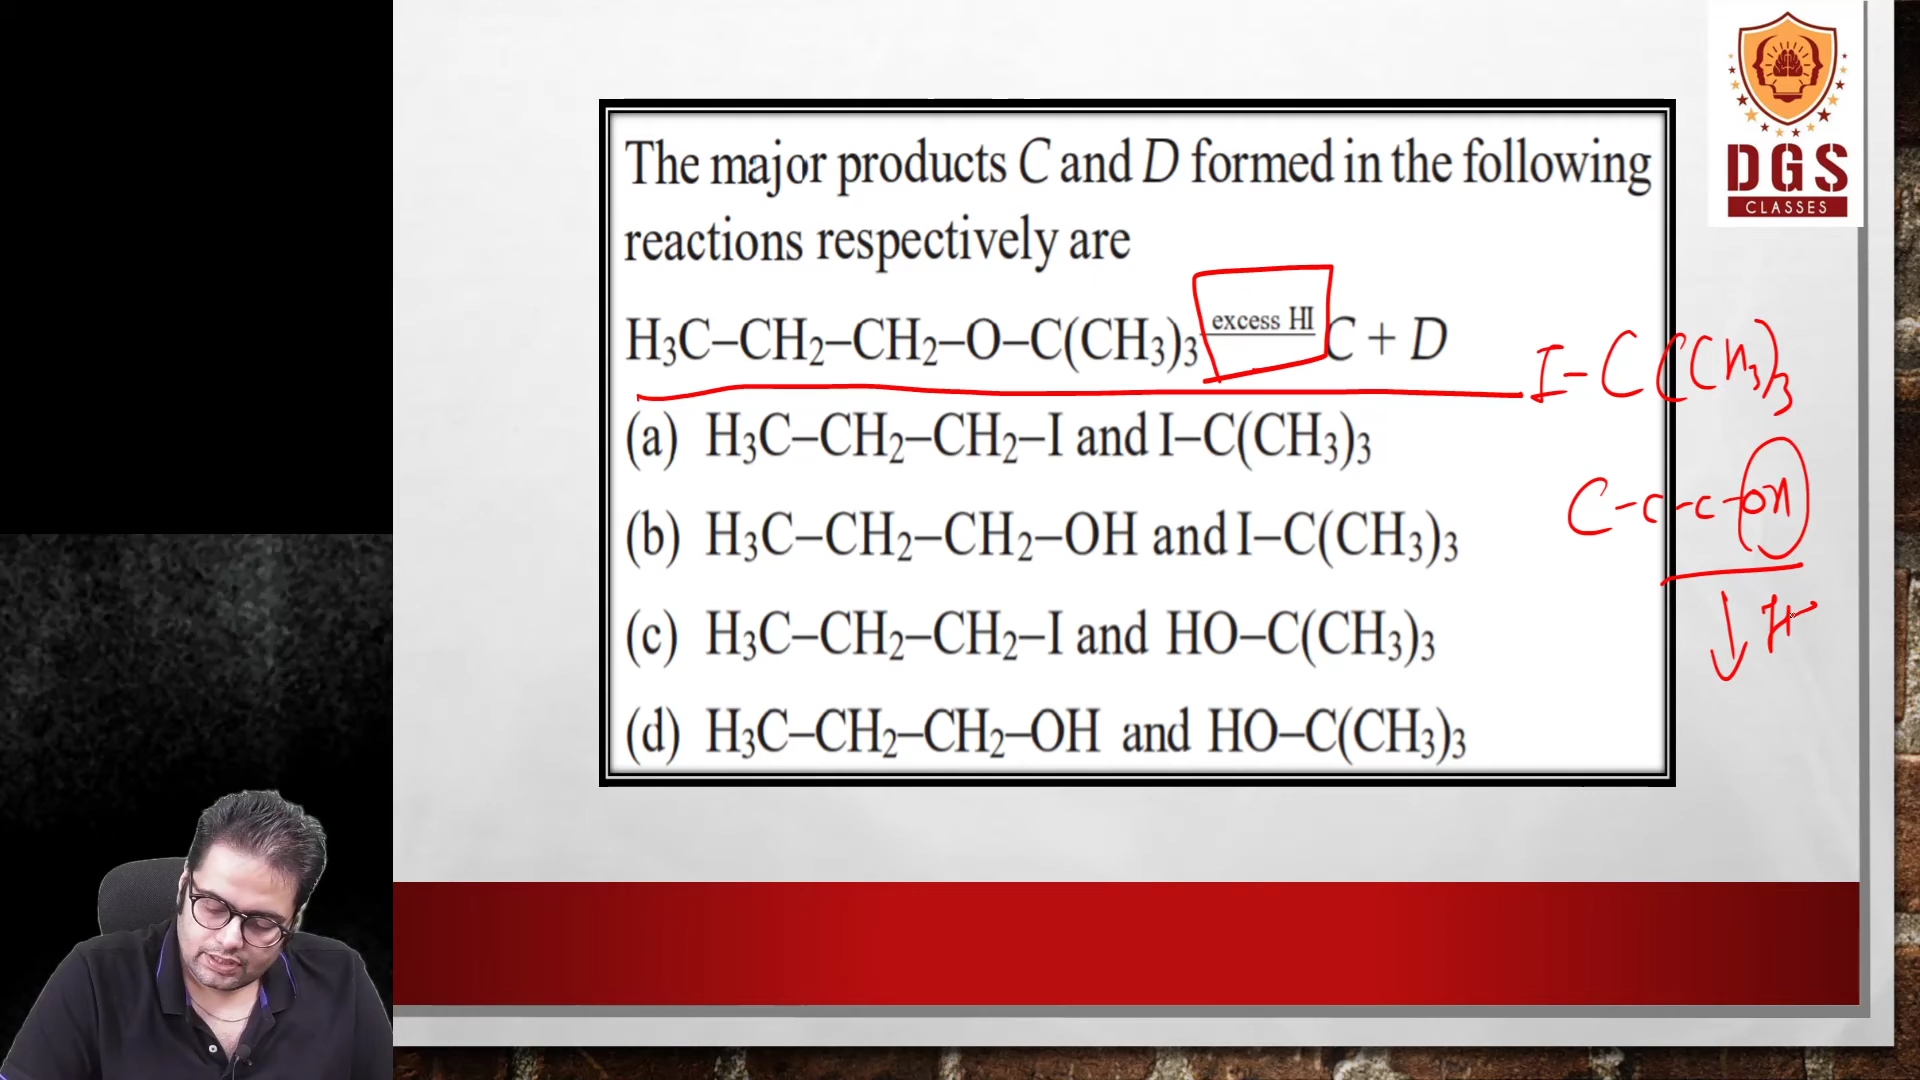 The major products C and D formed in the following
reactions respectively are
H₃C–CH₂–CH₂–O–C(CH₃)₃ excess HI C + D
(a) H₃C–CH₂–CH₂–I and I–C(CH₃)₃
(b) H₃C–CH₂–CH₂–OH and I–C(CH₃)₃
(c) H₃C–CH₂–CH₂–I and HO–C(CH₃)₃
(d) H₃C–CH₂–CH₂–OH and HO–C(CH₃)₃
I–C(CH₃)₃
C–C–C–OH
DGS
CLASSES